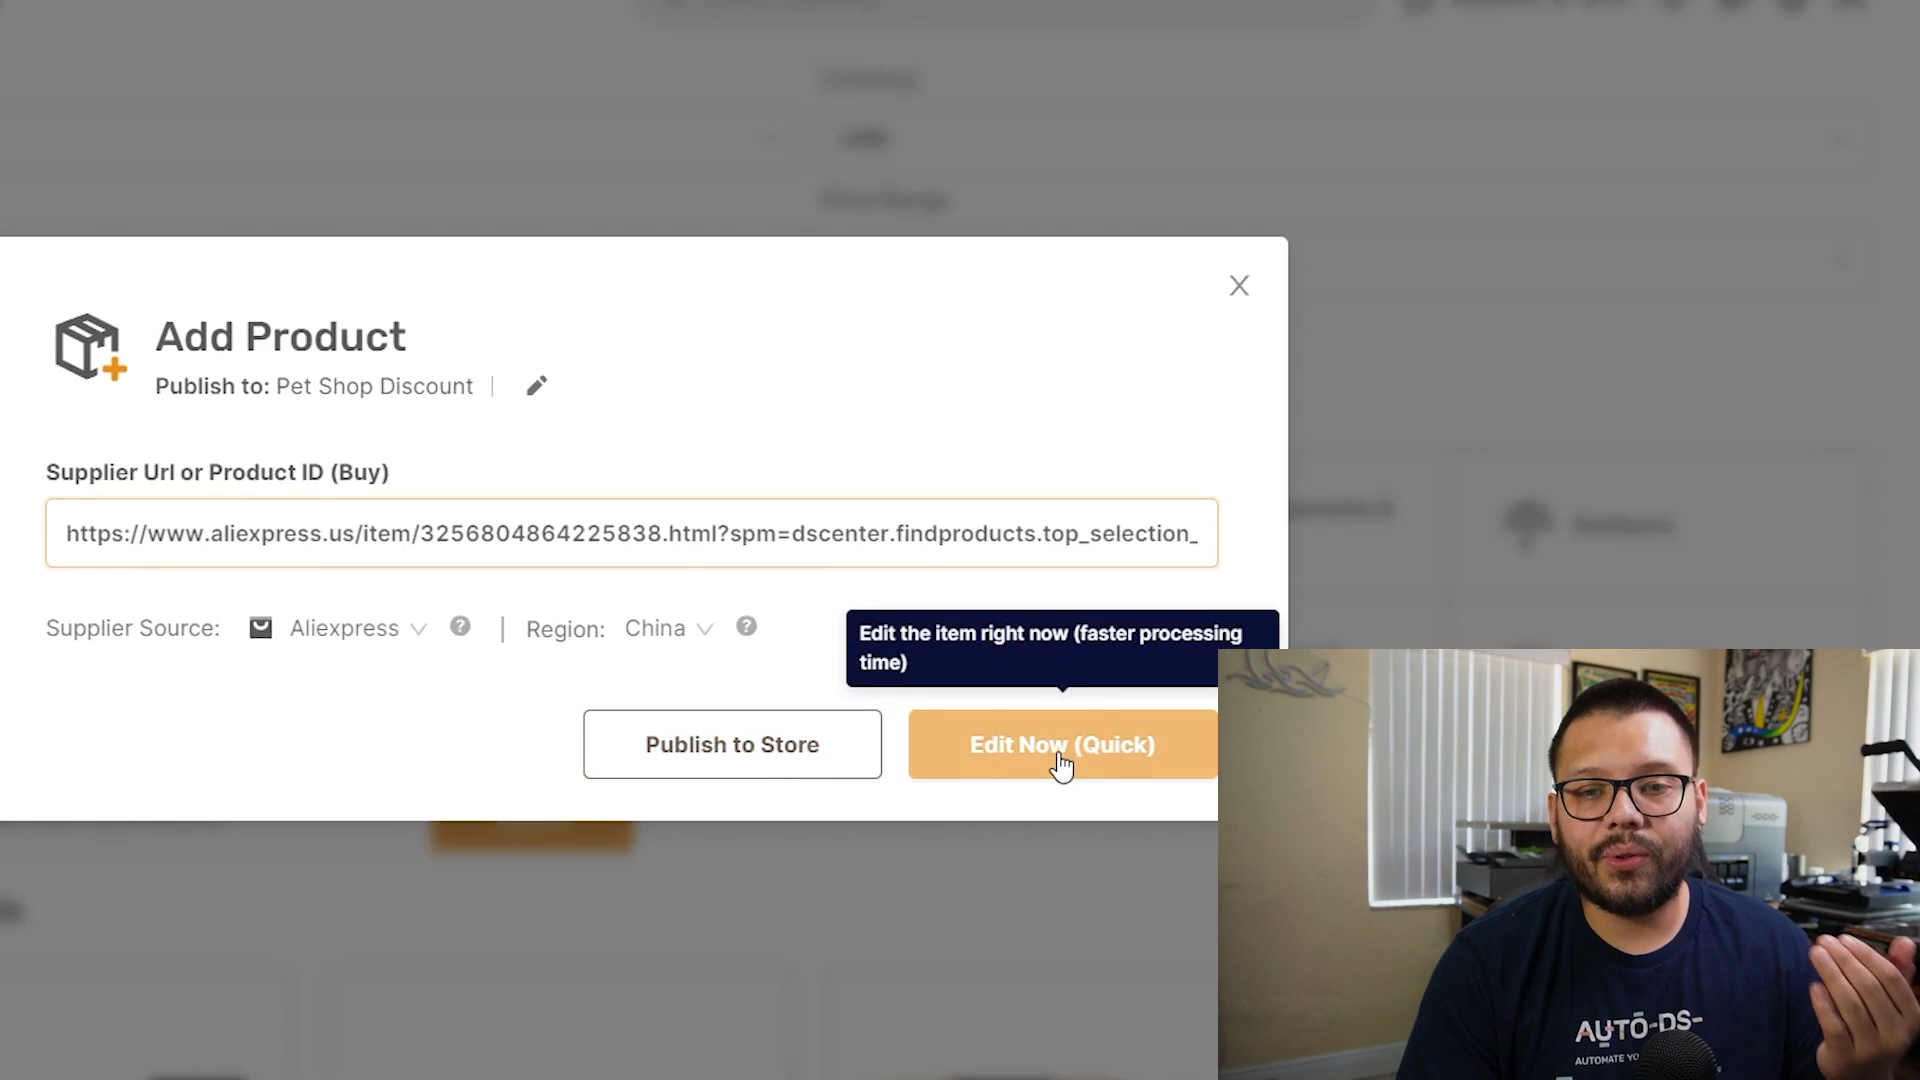 Add Product
Publish to: Pet Shop Discount
Supplier Url or Product ID (Buy)
https://www.aliexpress.us/item/3256804864225838.html?spm=dscenter.findproducts.top_selection_
Supplier Source: Aliexpress ? | Region: China ?
Edit the item right now (faster processing
time)
Publish to Store
Edit Now (Quick)
AUTO-DS-
AUTOMATE